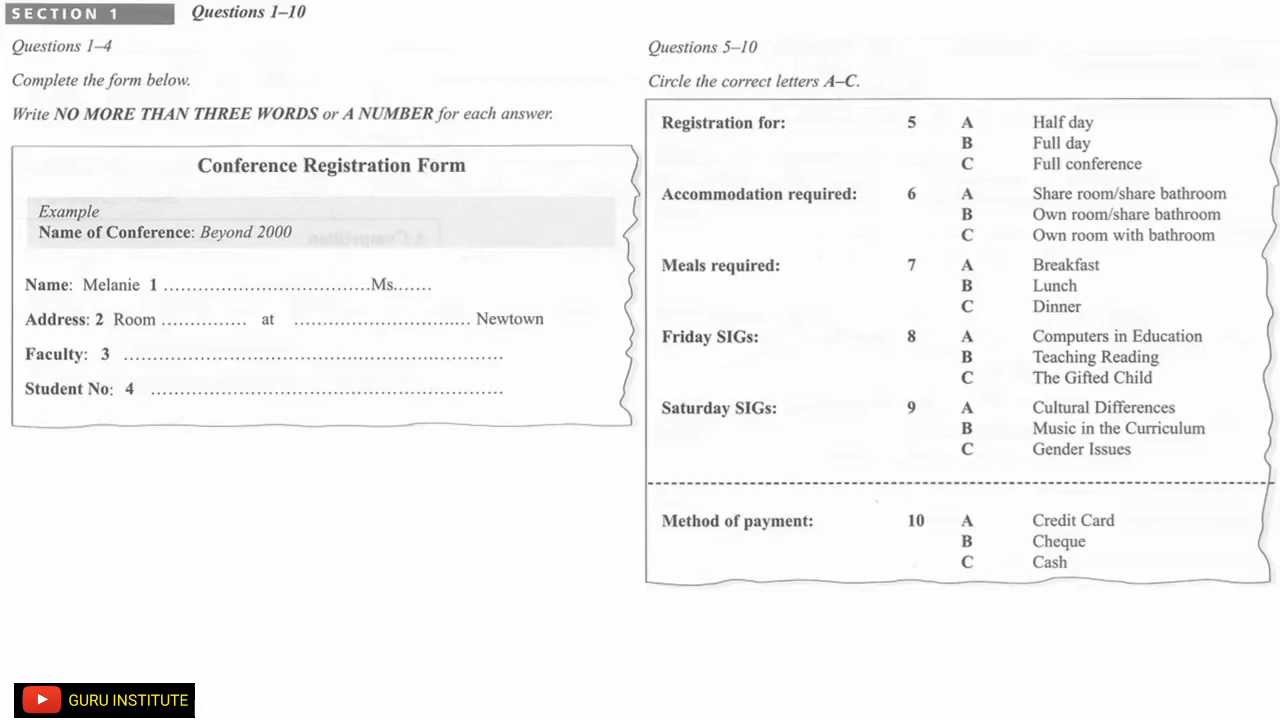 SECTION 1 Questions 1–10
Questions 1–4
Complete the form below.
Write NO MORE THAN THREE WORDS or A NUMBER for each answer.
Conference Registration Form
Example
Name of Conference: Beyond 2000
Name: Melanie 1 ...................................Ms.......
Address: 2 Room .............. at ............................. Newtown
Faculty: 3 ................................................................
Student No: 4 ...........................................................
Questions 5–10
Circle the correct letters A–C.
Registration for: 5 A Half day
B Full day
C Full conference
Accommodation required: 6 A Share room/share bathroom
B Own room/share bathroom
C Own room with bathroom
Meals required: 7 A Breakfast
B Lunch
C Dinner
Friday SIGs: 8 A Computers in Education
B Teaching Reading
C The Gifted Child
Saturday SIGs: 9 A Cultural Differences
B Music in the Curriculum
C Gender Issues
Method of payment: 10 A Credit Card
B Cheque
C Cash
GURU INSTITUTE